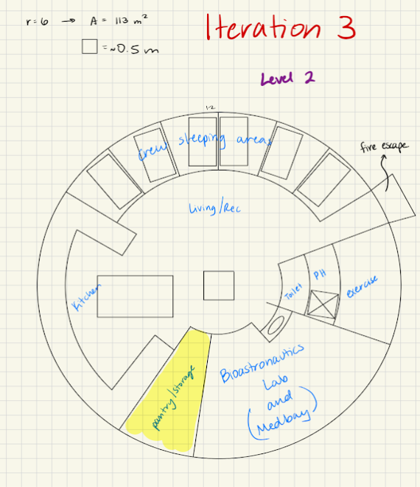 r=6 → A = 113 m²
□ = ~0.5 m
Iteration 3
Level 2
1-2
crew sleeping areas
fire escape
living/Rec
Kitchen
Toilet
PH
exercise
pantry/storage
Bioastronautics
Lab
and
(Medbay)